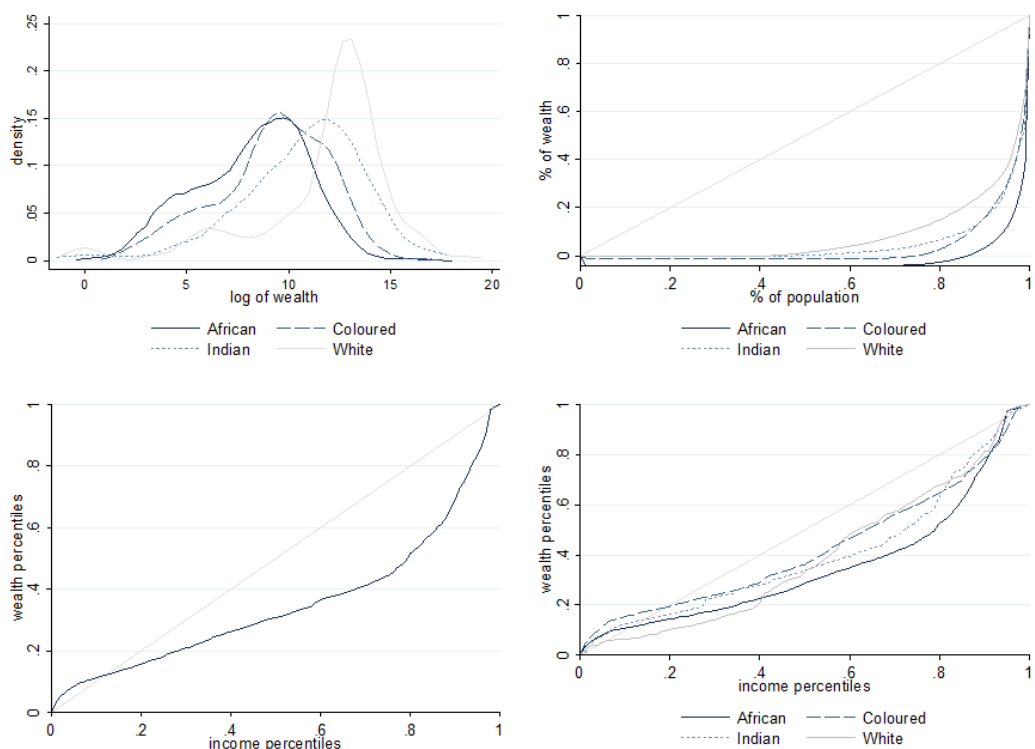 .25
.2
.15
.1
.05
0
density
0 5 10 15 20
log of wealth
African Coloured
Indian White
1
.8
.6
.4
.2
0
% of wealth
0 .2 .4 .6 .8 1
% of population
African Coloured
Indian White
1
.8
.6
.4
.2
0
wealth percentiles
0 .2 .4 .6 .8 1
income percentiles
1
.8
.6
.4
.2
0
wealth percentiles
0 .2 .4 .6 .8 1
income percentiles
African Coloured
Indian White